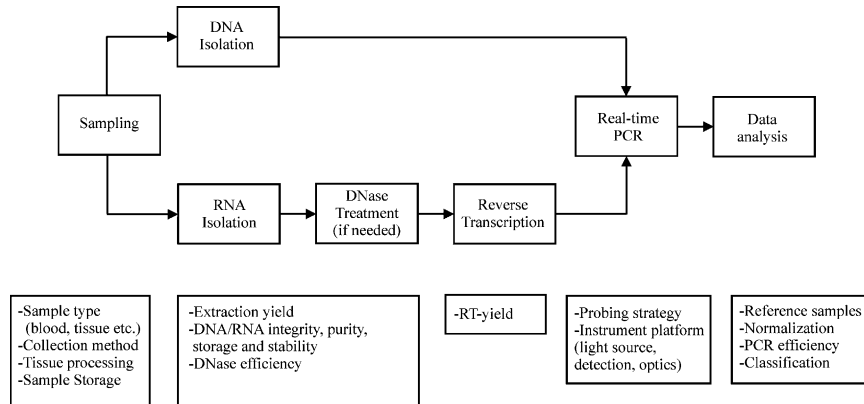 DNA
Isolation
Sampling
Real-time
PCR
Data
analysis
RNA
Isolation
DNase
Treatment
(if needed)
Reverse
Transcription
-Sample type
(blood, tissue etc.)
-Collection method
-Tissue processing
-Sample Storage
-Extraction yield
-DNA/RNA integrity, purity,
storage and stability
-DNase efficiency
-RT-yield
-Probing strategy
-Instrument platform
(light source,
detection, optics)
-Reference samples
-Normalization
-PCR efficiency
-Classification